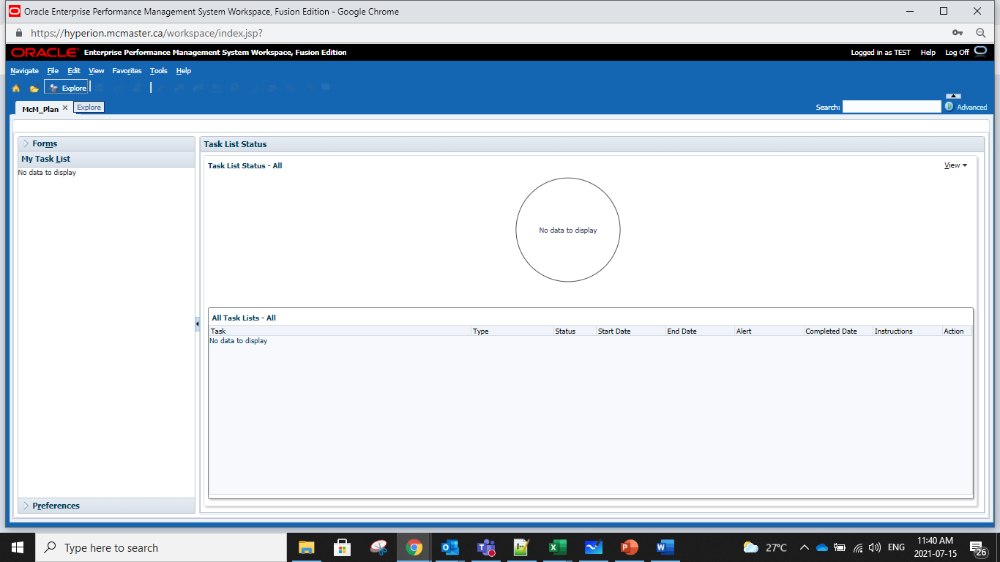 Oracle Enterprise Performance Management System Workspace, Fusion Edition - Google Chrome
https://hyperion.mcmaster.ca/workspace/index.jsp?
ORACLE Enterprise Performance Management System Workspace, Fusion Edition
Logged in as TEST Help Log Off
Navigate File Edit View Favorites Tools Help
Explore
McM_Plan Explore
Search: Advanced
Forms
My Task List
No data to display
Preferences
Task List Status
Task List Status - All
View
No data to display
All Task Lists - All
Task Type Status Start Date End Date Alert Completed Date Instructions Action
No data to display
Type here to search
27°C ENG
11:40 AM
2021-07-15
26